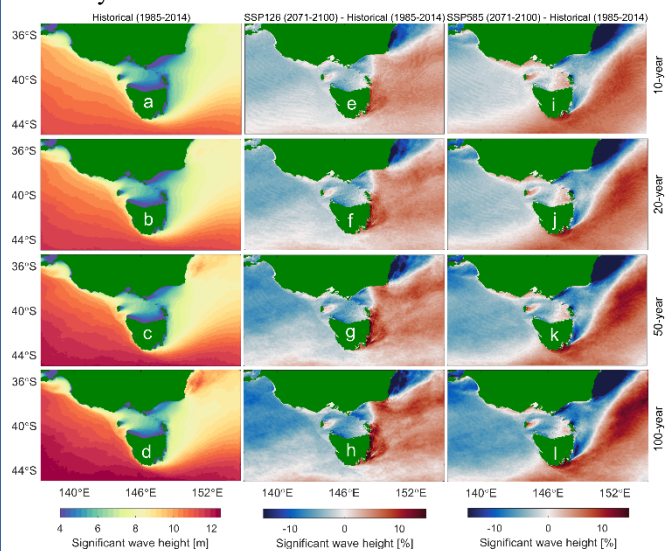 Historical (1985-2014) SSP126 (2071-2100) - Historical (1985-2014) SSP585 (2071-2100) - Historical (1985-2014)
36°S
40°S
44°S
a e i
10-year
36°S
40°S
44°S
b f j
20-year
36°S
40°S
44°S
c g k
50-year
36°S
40°S
44°S
d h l
100-year
140°E 146°E 152°E 140°E 146°E 152°E 140°E 146°E 152°E
4 6 8 10 12 -10 0 10 -10 0 10
Significant wave height [m] Significant wave height [%] Significant wave height [%]